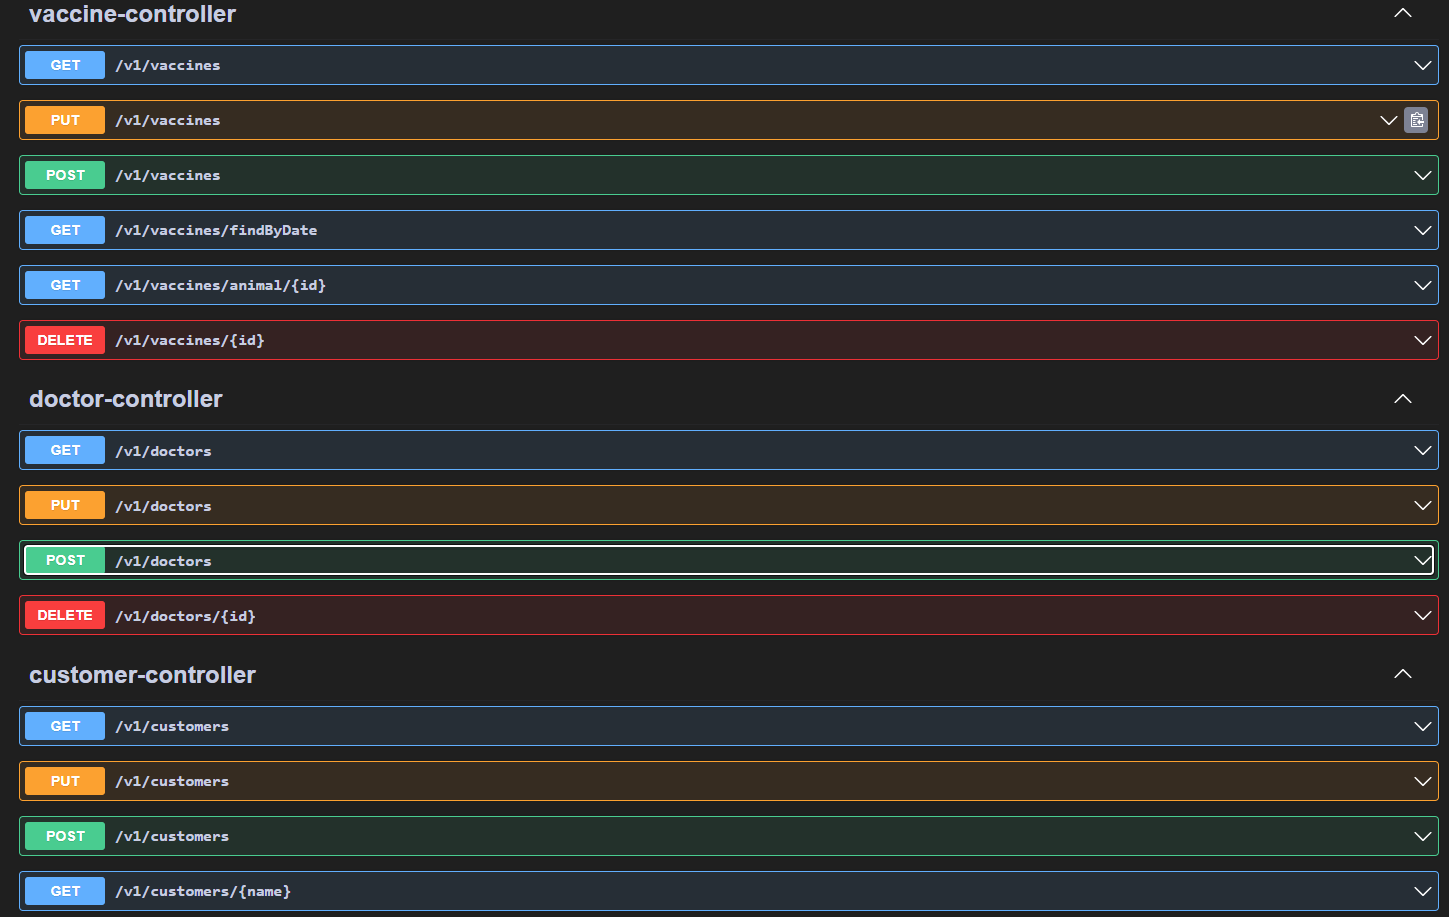 vaccine-controller
GET /v1/vaccines
PUT /v1/vaccines
POST /v1/vaccines
GET /v1/vaccines/findByDate
GET /v1/vaccines/animal/{id}
DELETE /v1/vaccines/{id}
doctor-controller
GET /v1/doctors
PUT /v1/doctors
POST /v1/doctors
DELETE /v1/doctors/{id}
customer-controller
GET /v1/customers
PUT /v1/customers
POST /v1/customers
GET /v1/customers/{name}